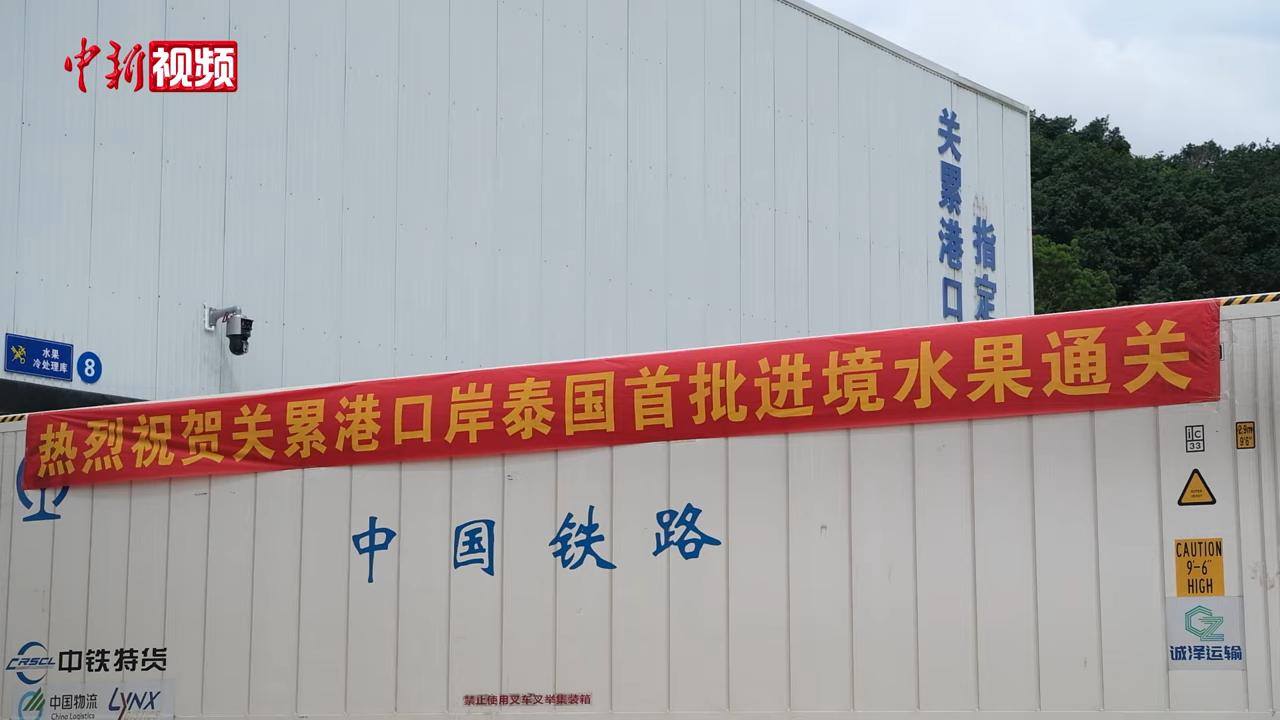 中新视频
关累港口
指定
水果
冷处理库
8
热烈祝贺关累港口岸泰国首批进境水果通关
中国铁路
CRSCL 中铁特货
中国物流 LYNX
China Logistics
禁止使用叉车叉举集装箱
iC
33
2.9m
9'6"
CAUTION
9'-6"
HIGH
CZ
诚泽运输